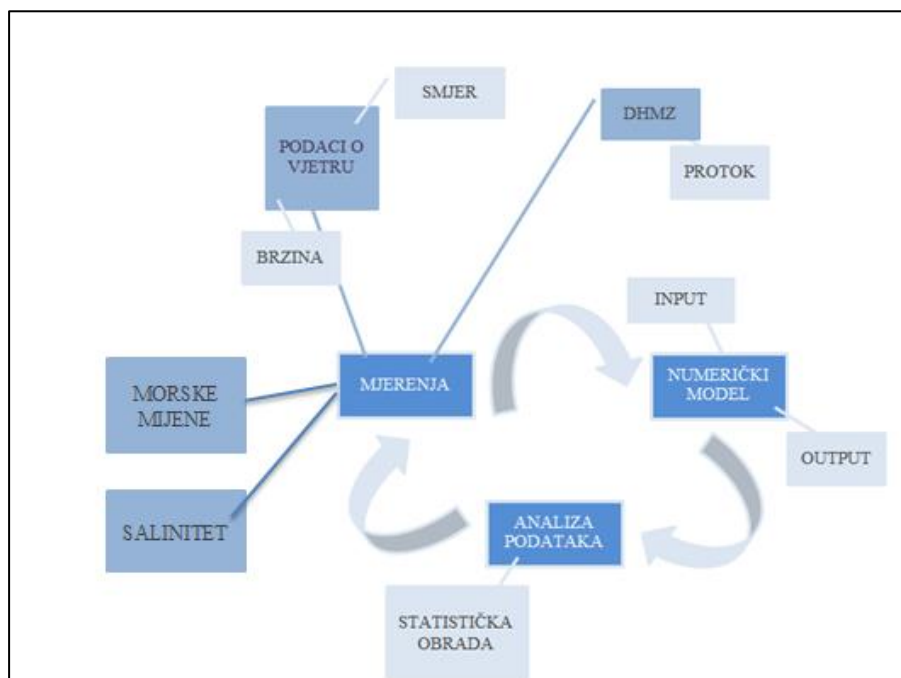 SMJER
DHMZ
PODACI O
VJETRU
PROTOK
BRZINA
INPUT
MJERENJA
NUMERIČKI
MODEL
MORSKE
MIJENE
OUTPUT
SALINITET
ANALIZA
PODATAKA
STATISTIČKA
OBRADA